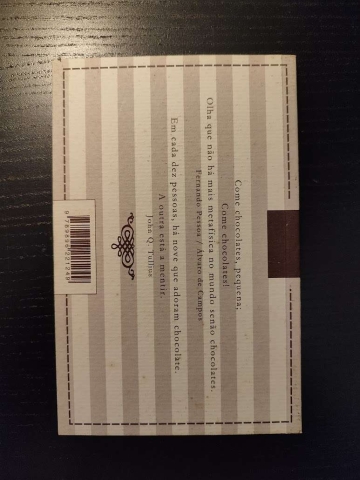 Come chocolates, pequena;
Come chocolates!
Olha que não há mais metafísica no mundo senão chocolates.
Fernando Pessoa / Álvaro de Campos
Em cada dez pessoas, há nove que adoram chocolate.
A outra está a mentir.
John Q. Tullius